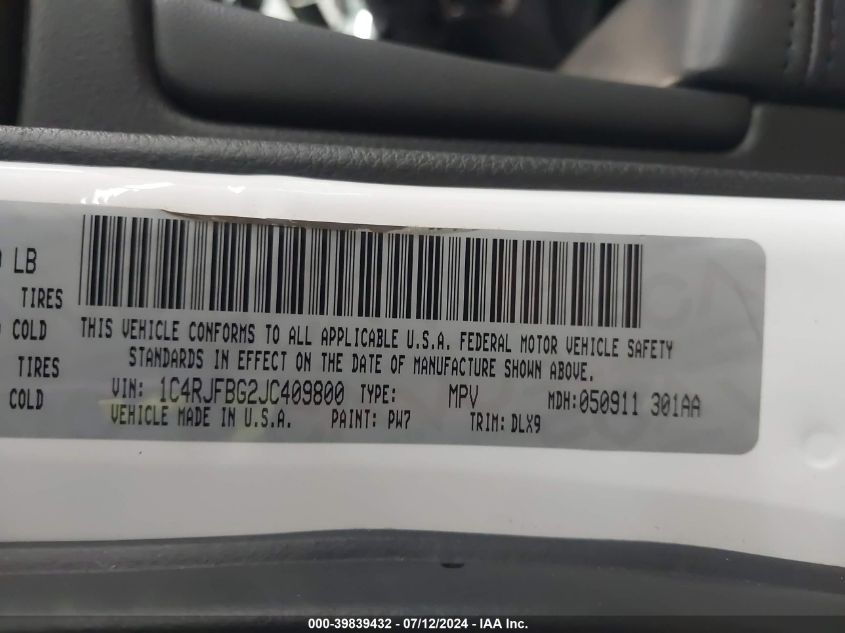 LB
TIRES
COLD
TIRES
COLD
THIS VEHICLE CONFORMS TO ALL APPLICABLE U.S.A. FEDERAL MOTOR VEHICLE SAFETY
STANDARDS IN EFFECT ON THE DATE OF MANUFACTURE SHOWN ABOVE.
VIN: 1C4RJFBG2JC409800 TYPE: MPV MDH:050911 301AA
VEHICLE MADE IN U.S.A. PAINT: PW7 TRIM:DLX9
000-39839432 - 07/12/2024 - IAA Inc.